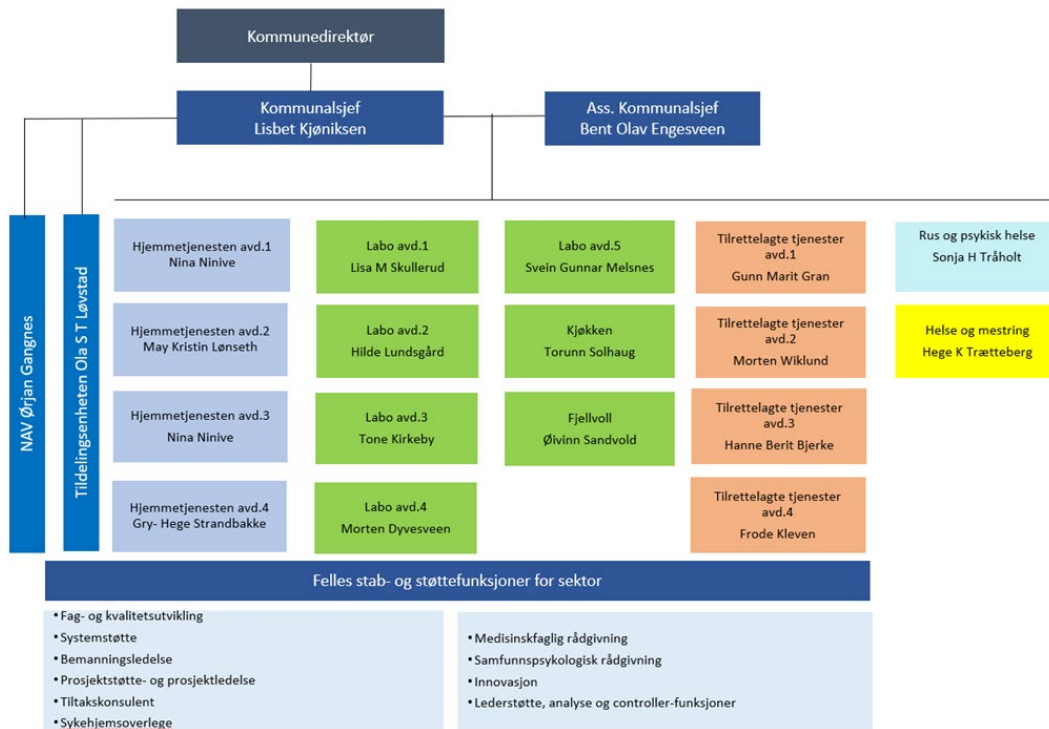 Kommunedirektør
Kommunalsjef
Lisbet Kjøniksen
Ass. Kommunalsjef
Bent Olav Engesveen
NAV Ørjan Gangnes
Tildelingsenheten Ola S T Løvstad
Hjemmetjenesten avd.1
Nina Ninive
Hjemmetjenesten avd.2
May Kristin Lønseth
Hjemmetjenesten avd.3
Nina Ninive
Hjemmetjenesten avd.4
Gry- Hege Strandbakke
Labo avd.1
Lisa M Skullerud
Labo avd.2
Hilde Lundsgård
Labo avd.3
Tone Kirkeby
Labo avd.4
Morten Dyvesveen
Labo avd.5
Svein Gunnar Melsnes
Kjøkken
Torunn Solhaug
Fjellvoll
Øivinn Sandvold
Tilrettelagte tjenester
avd.1
Gunn Marit Gran
Tilrettelagte tjenester
avd.2
Morten Wiklund
Tilrettelagte tjenester
avd.3
Hanne Berit Bjerke
Tilrettelagte tjenester
avd.4
Frode Kleven
Rus og psykisk helse
Sonja H Tråholt
Helse og mestring
Hege K Trætteberg
Felles stab- og støttefunksjoner for sektor
• Fag- og kvalitetsutvikling
• Systemstøtte
• Bemanningsledelse
• Prosjektstøtte- og prosjektledelse
• Tiltakskonsulent
• Sykehjemsoverlege
• Medisinskfaglig rådgivning
• Samfunnspsykologisk rådgivning
• Innovasjon
• Lederstøtte, analyse og controller-funksjoner